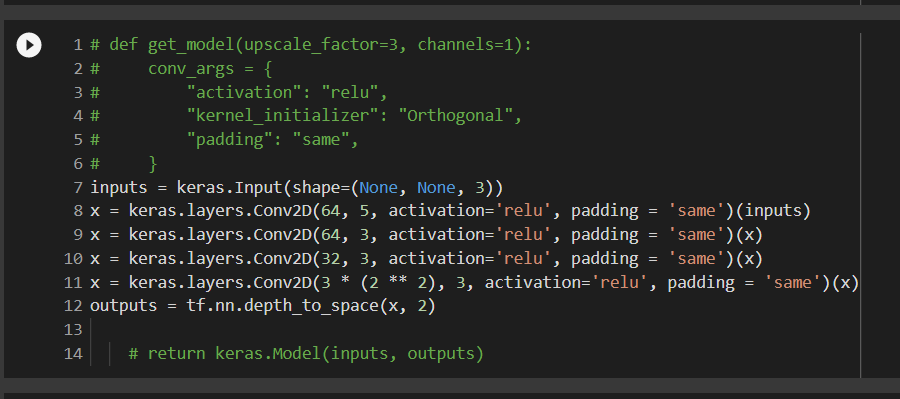 1 # def get_model(upscale_factor=3, channels=1):
2 #     conv_args = {
3 #         "activation": "relu",
4 #         "kernel_initializer": "Orthogonal",
5 #         "padding": "same",
6 #     }
7 inputs = keras.Input(shape=(None, None, 3))
8 x = keras.layers.Conv2D(64, 5, activation='relu', padding = 'same')(inputs)
9 x = keras.layers.Conv2D(64, 3, activation='relu', padding = 'same')(x)
10 x = keras.layers.Conv2D(32, 3, activation='relu', padding = 'same')(x)
11 x = keras.layers.Conv2D(3 * (2 ** 2), 3, activation='relu', padding = 'same')(x)
12 outputs = tf.nn.depth_to_space(x, 2)
13
14     # return keras.Model(inputs, outputs)